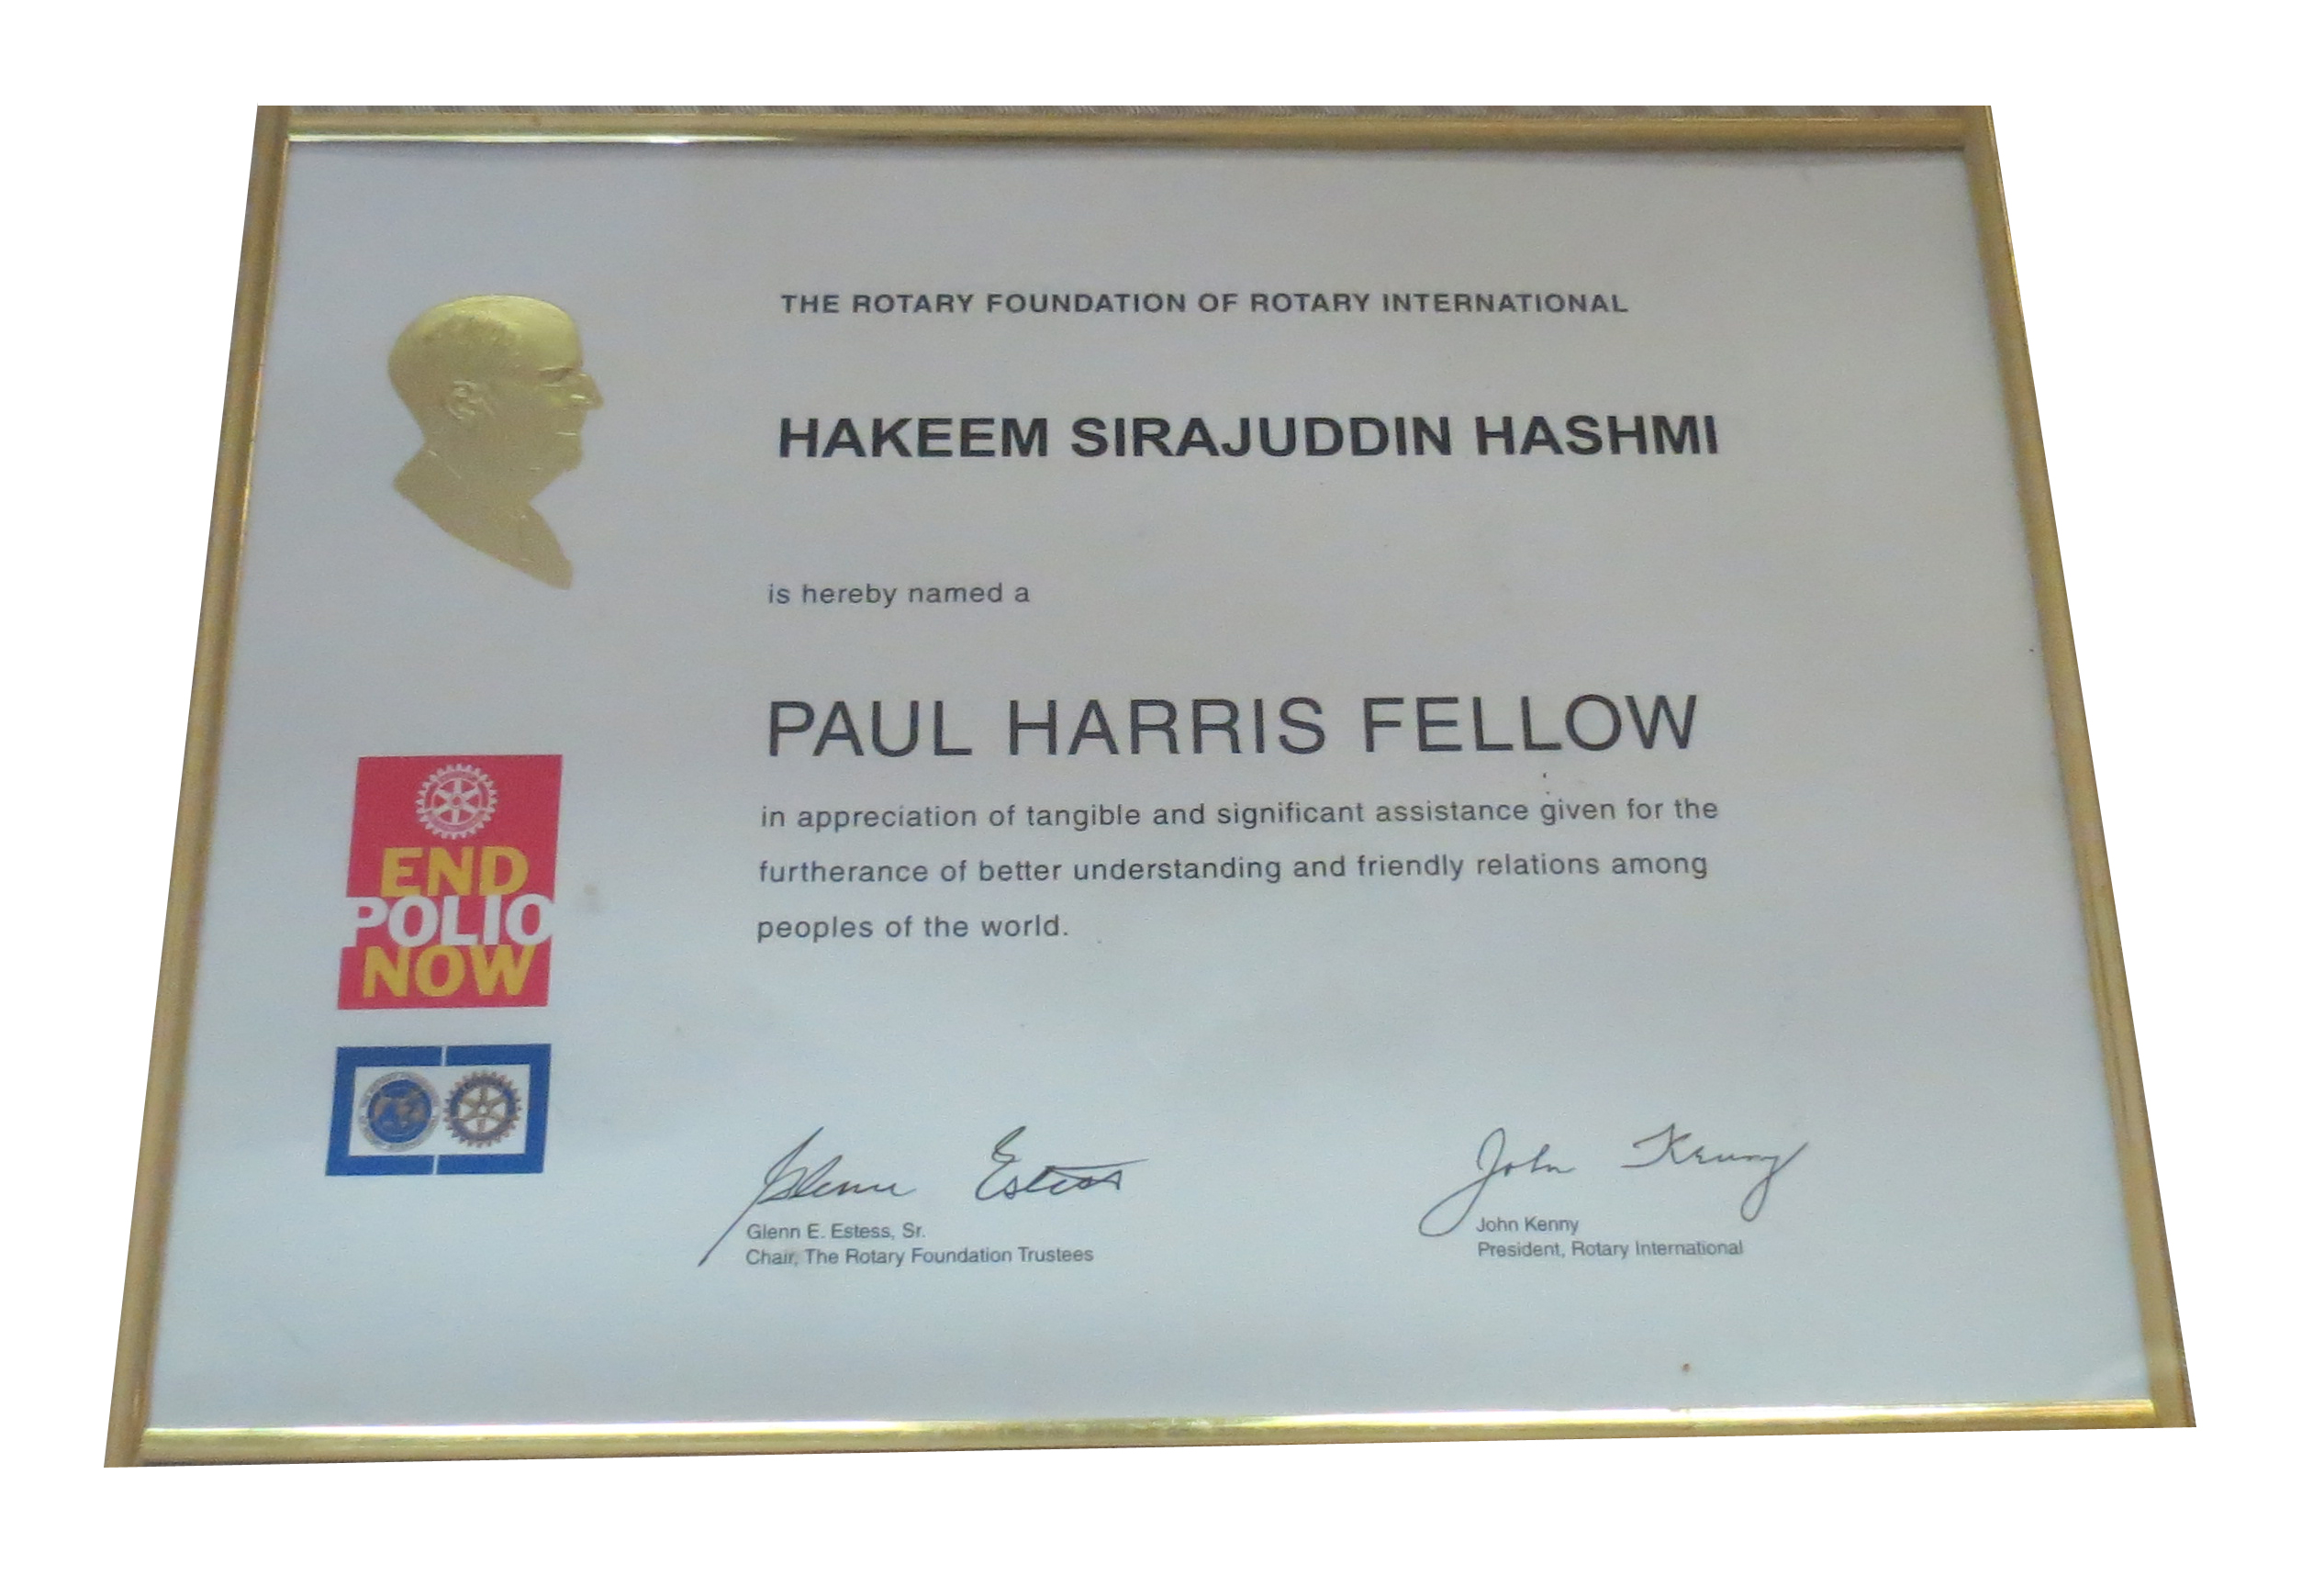 THE ROTARY FOUNDATION OF ROTARY INTERNATIONAL
HAKEEM SIRAJUDDIN HASHMI
is hereby named a
PAUL HARRIS FELLOW
in appreciation of tangible and significant assistance given for the
furtherance of better understanding and friendly relations among
peoples of the world.
END
POLIO
NOW
Glenn Estess
Glenn E. Estess, Sr.
Chair, The Rotary Foundation Trustees
John Kenny
John Kenny
President, Rotary International